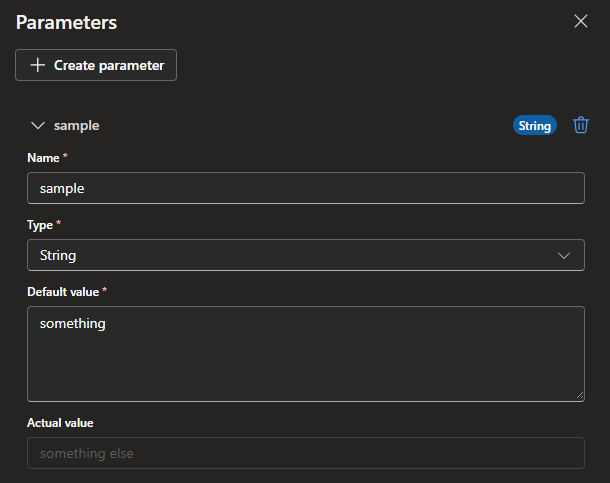 Parameters
Create parameter
sample String
Name *
sample
Type *
String
Default value *
something
Actual value
something else